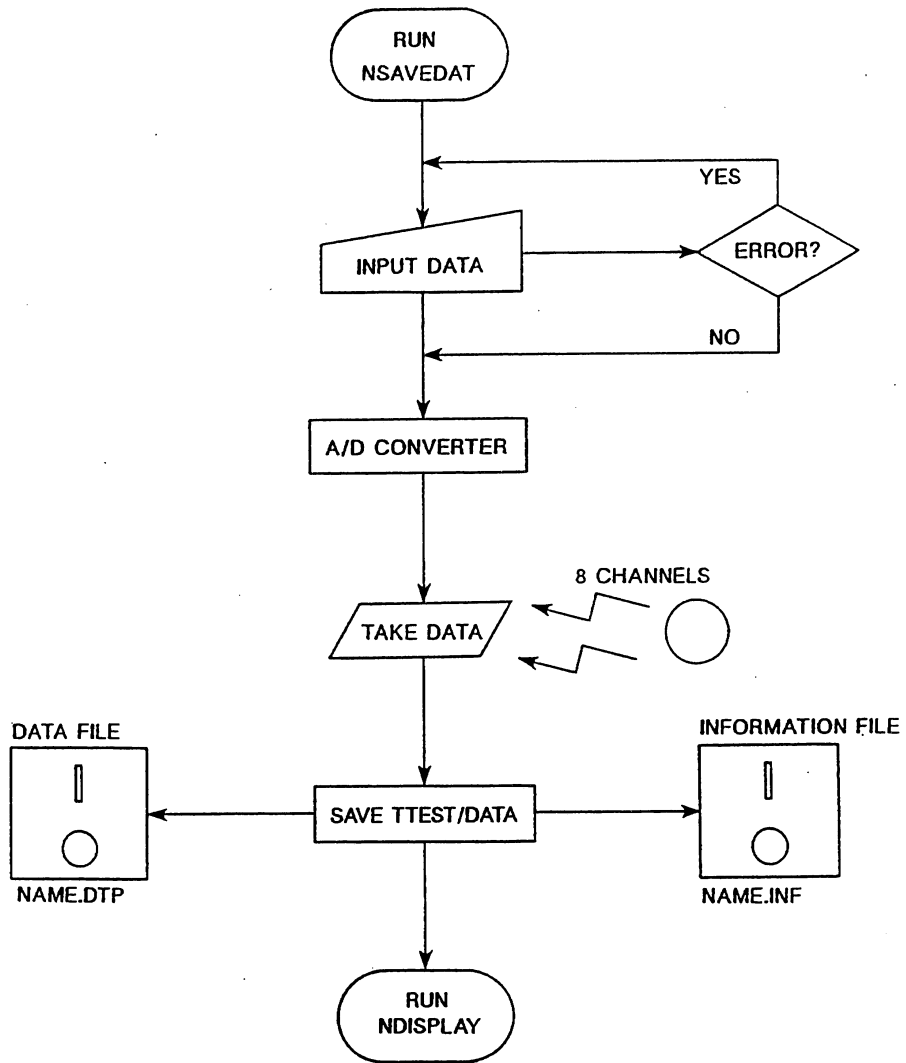 RUN
NSAVEDAT
YES
INPUT DATA
ERROR?
NO
A/D CONVERTER
8 CHANNELS
TAKE DATA
DATA FILE
INFORMATION FILE
SAVE TTEST/DATA
NAME.DTP
NAME.INF
RUN
NDISPLAY